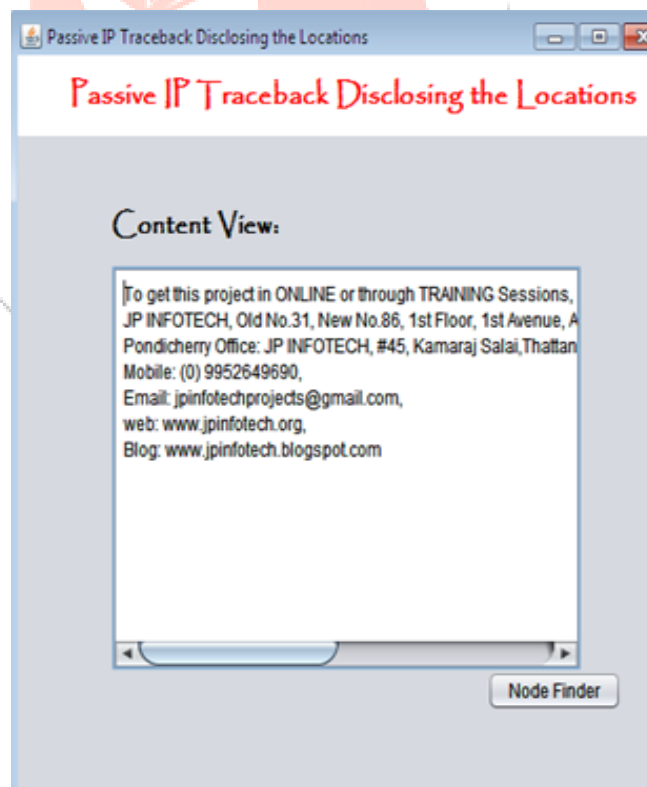 Passive IP Traceback Disclosing the Locations
Passive IP Traceback Disclosing the Locations
Content View:
To get this project in ONLINE or through TRAINING Sessions,
JP INFOTECH, Old No.31, New No.86, 1st Floor, 1st Avenue, A
Pondicherry Office: JP INFOTECH, #45, Kamaraj Salai,Thattan
Mobile: (0) 9952649690,
Email: jpinfotechprojects@gmail.com,
web: www.jpinfotech.org,
Blog: www.jpinfotech.blogspot.com
Node Finder